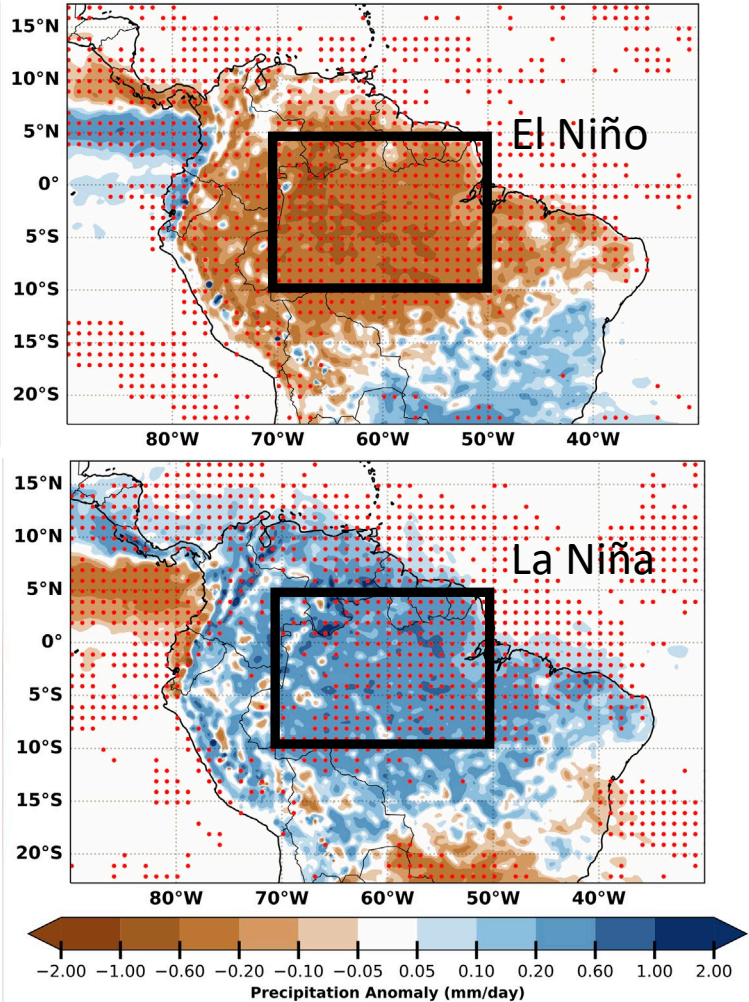 15°N
10°N
El Niño
5°N
0°
5°S
10°S
15°S
20°S
80°W 70°W 60°W 50°W 40°W
15°N
10°N
La Niña
5°N
0°
5°S
10°S
15°S
20°S
80°W 70°W 60°W 50°W 40°W
−2.00 −1.00 −0.60 −0.20 −0.10 −0.05 0.05 0.10 0.20 0.60 1.00 2.00
Precipitation Anomaly (mm/day)